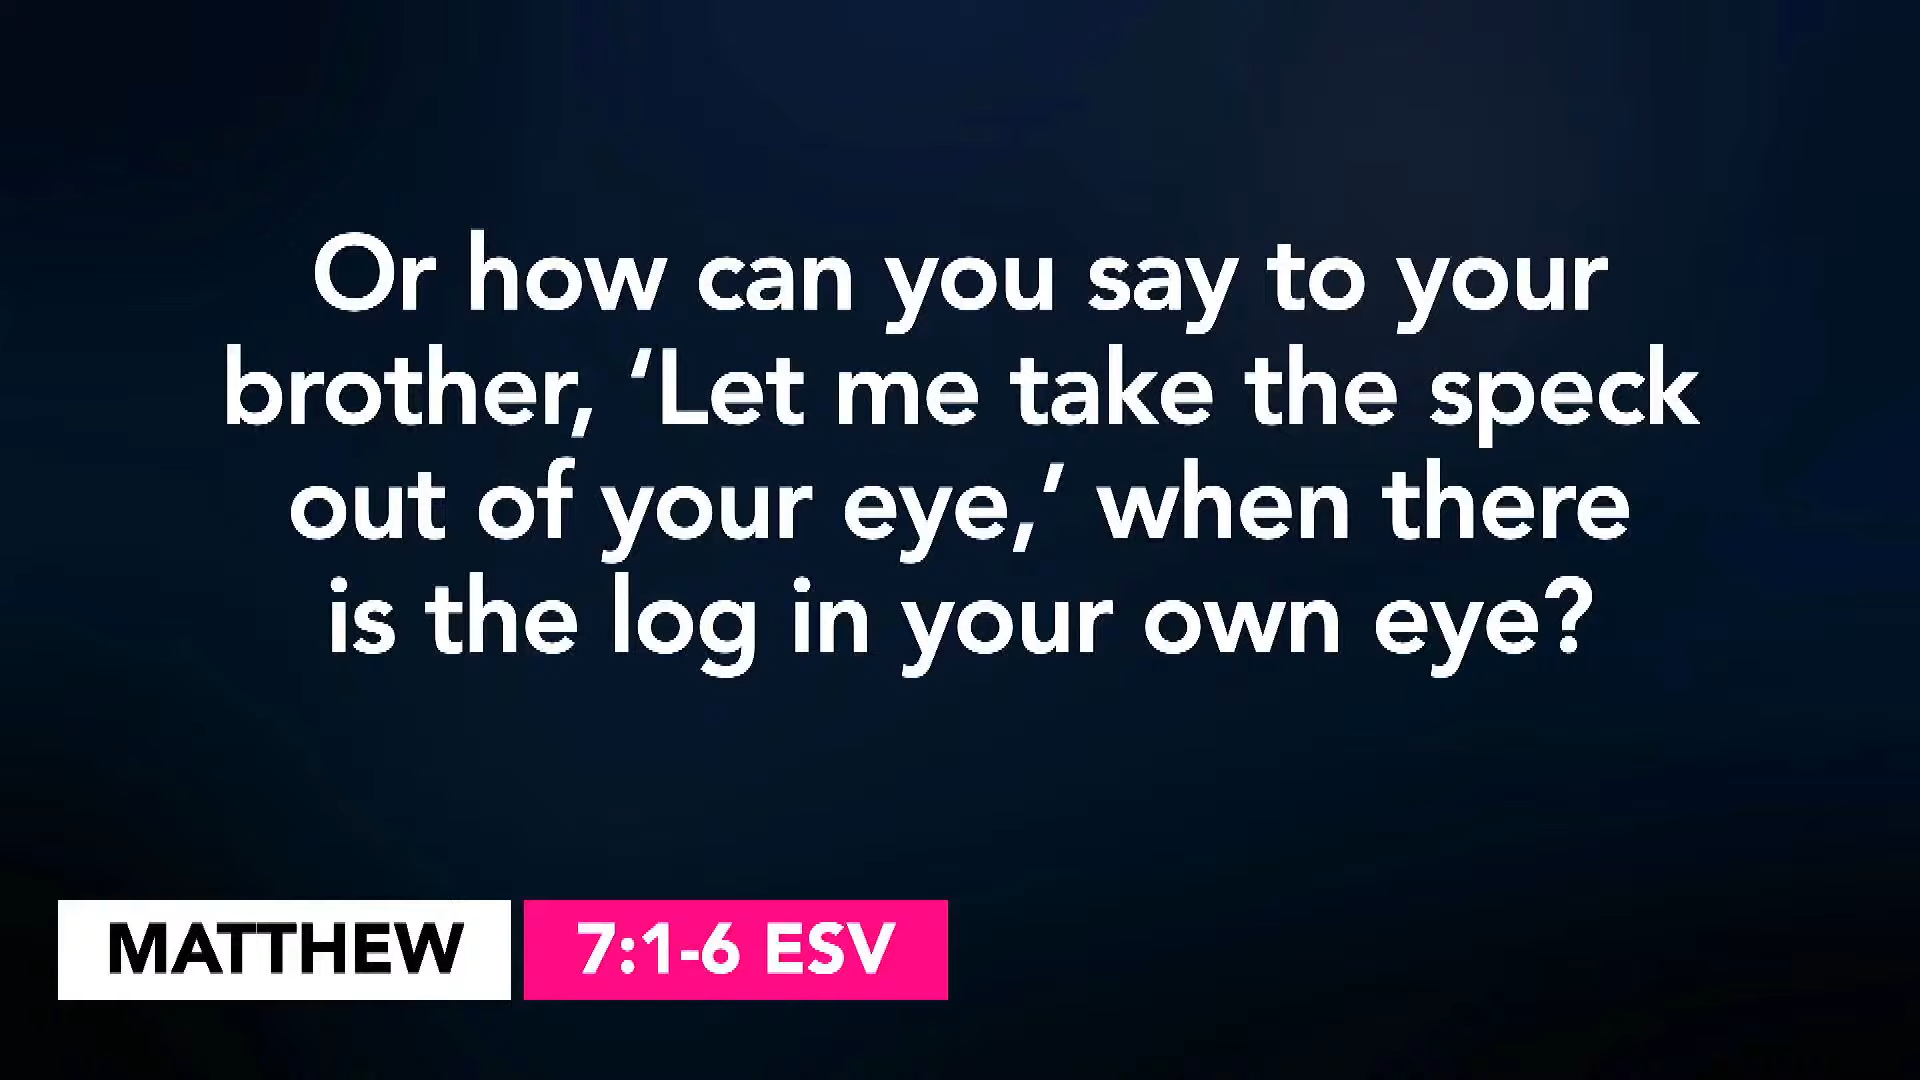 Or how can you say to your
brother, ‘Let me take the speck
out of your eye,’ when there
is the log in your own eye?
MATTHEW 7:1-6 ESV